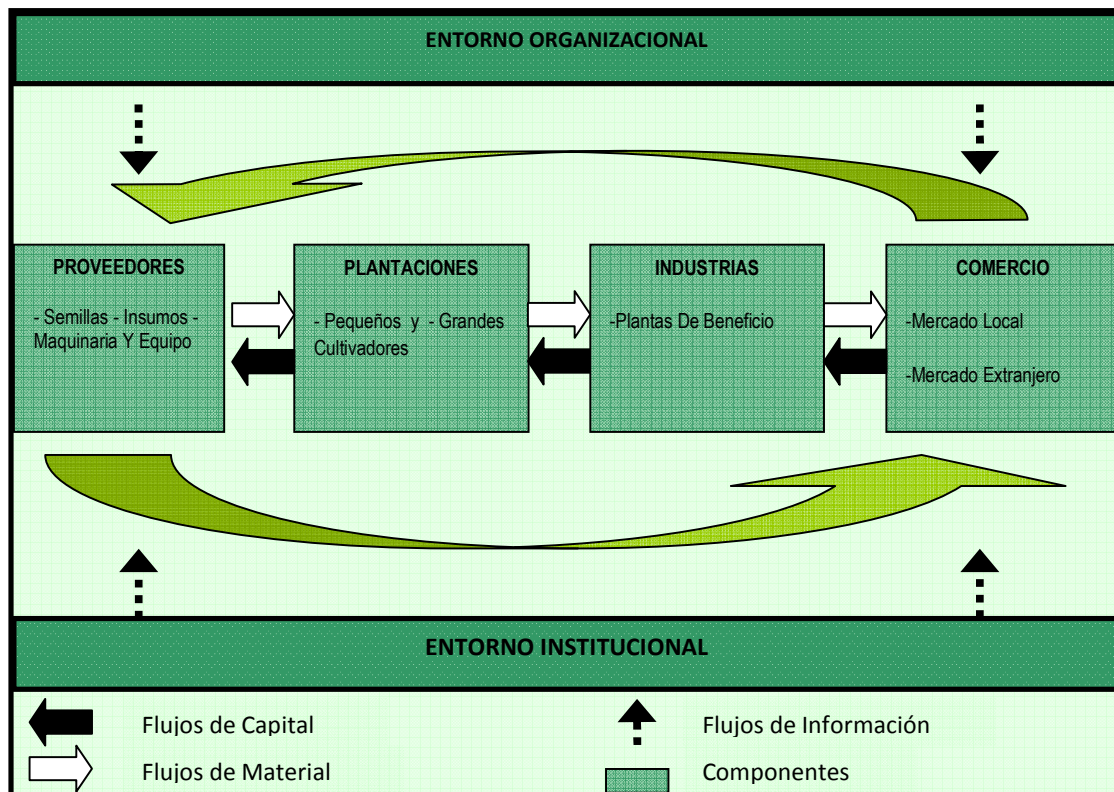 ENTORNO ORGANIZACIONAL
PROVEEDORES
- Semillas - Insumos -
Maquinaria Y Equipo
PLANTACIONES
- Pequeños y - Grandes
Cultivadores
INDUSTRIAS
-Plantas De Beneficio
COMERCIO
-Mercado Local
-Mercado Extranjero
ENTORNO INSTITUCIONAL
Flujos de Capital
Flujos de Información
Flujos de Material
Componentes